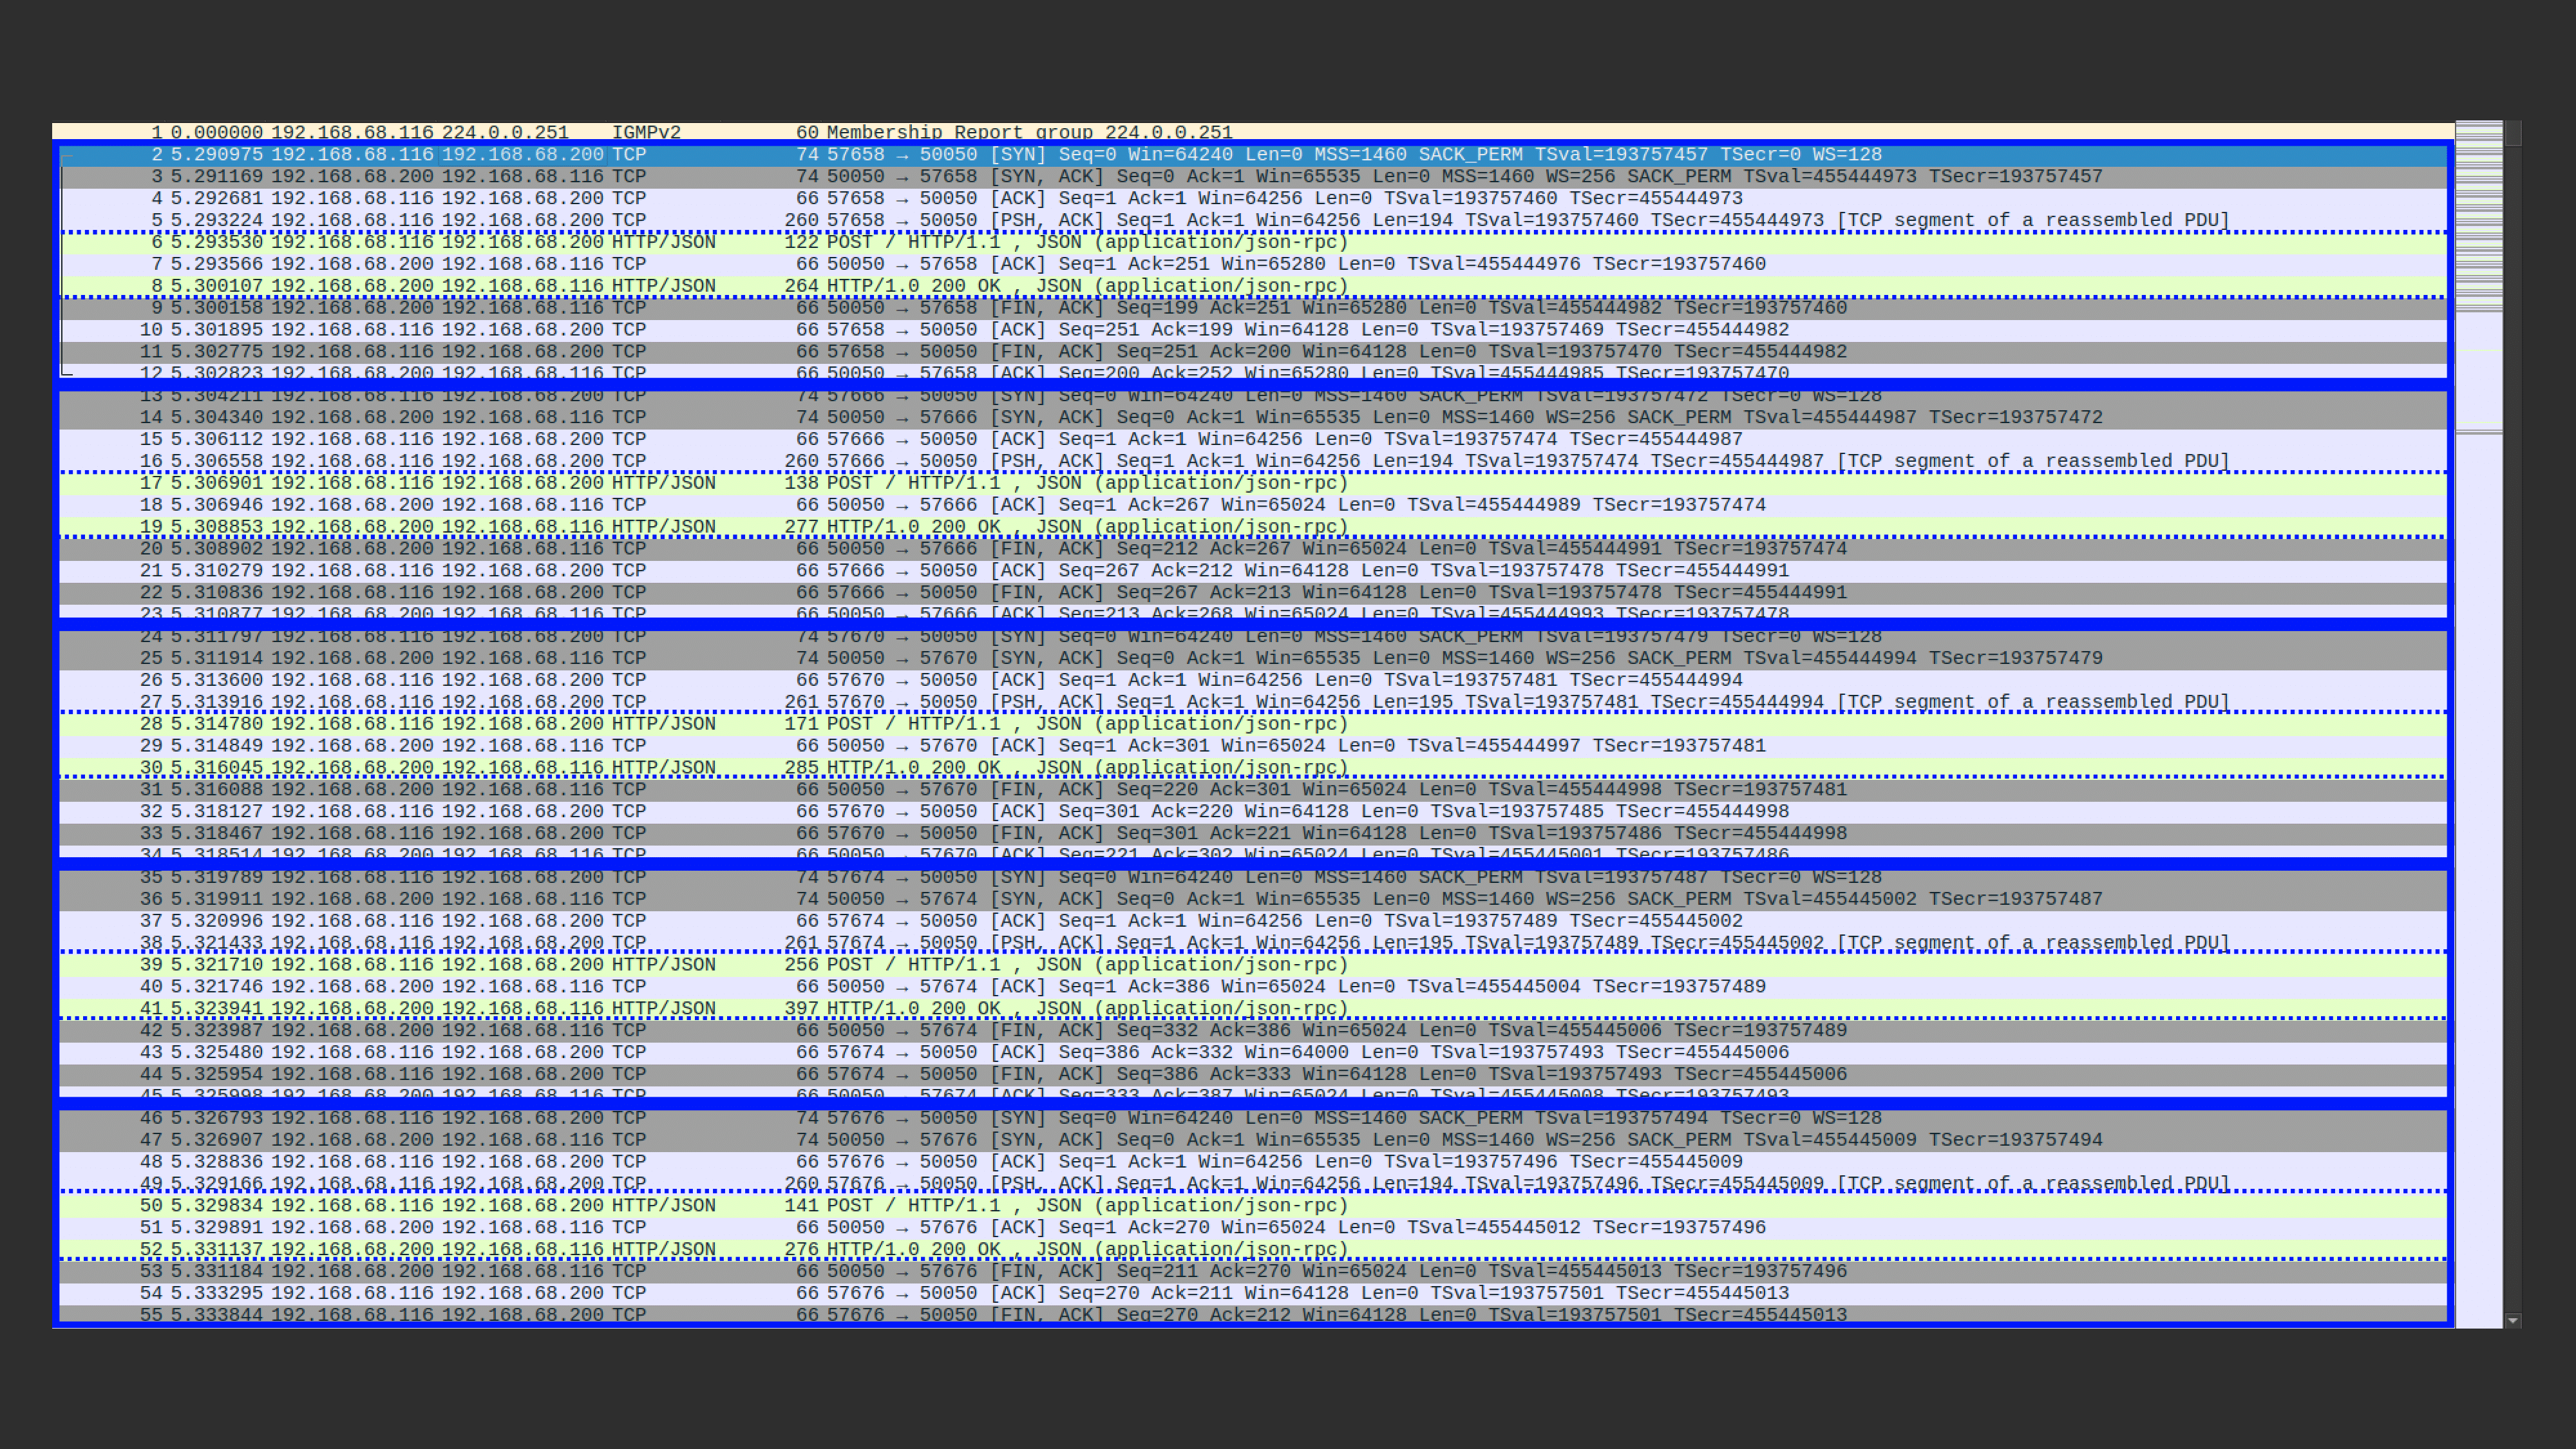 1 0.000000 192.168.68.116 224.0.0.251 IGMPv2 60 Membership Report group 224.0.0.251
2 5.290975 192.168.68.116 192.168.68.200 TCP 74 57658 → 50050 [SYN] Seq=0 Win=64240 Len=0 MSS=1460 SACK_PERM TSval=193757457 TSecr=0 WS=128
3 5.291169 192.168.68.200 192.168.68.116 TCP 74 50050 → 57658 [SYN, ACK] Seq=0 Ack=1 Win=65535 Len=0 MSS=1460 WS=256 SACK_PERM TSval=455444973 TSecr=193757457
4 5.292681 192.168.68.116 192.168.68.200 TCP 66 57658 → 50050 [ACK] Seq=1 Ack=1 Win=64256 Len=0 TSval=193757460 TSecr=455444973
5 5.293224 192.168.68.116 192.168.68.200 TCP 260 57658 → 50050 [PSH, ACK] Seq=1 Ack=1 Win=64256 Len=194 TSval=193757460 TSecr=455444973 [TCP segment of a reassembled PDU]
6 5.293530 192.168.68.116 192.168.68.200 HTTP/JSON 122 POST / HTTP/1.1 , JSON (application/json-rpc)
7 5.293566 192.168.68.200 192.168.68.116 TCP 66 50050 → 57658 [ACK] Seq=1 Ack=251 Win=65280 Len=0 TSval=455444976 TSecr=193757460
8 5.300107 192.168.68.200 192.168.68.116 HTTP/JSON 264 HTTP/1.0 200 OK , JSON (application/json-rpc)
9 5.300158 192.168.68.200 192.168.68.116 TCP 66 50050 → 57658 [FIN, ACK] Seq=199 Ack=251 Win=65280 Len=0 TSval=455444982 TSecr=193757460
10 5.301895 192.168.68.116 192.168.68.200 TCP 66 57658 → 50050 [ACK] Seq=251 Ack=199 Win=64128 Len=0 TSval=193757469 TSecr=455444982
11 5.302775 192.168.68.116 192.168.68.200 TCP 66 57658 → 50050 [FIN, ACK] Seq=251 Ack=200 Win=64128 Len=0 TSval=193757470 TSecr=455444982
12 5.302823 192.168.68.200 192.168.68.116 TCP 66 50050 → 57658 [ACK] Seq=200 Ack=252 Win=65280 Len=0 TSval=455444985 TSecr=193757470
13 5.304211 192.168.68.116 192.168.68.200 TCP 74 57666 → 50050 [SYN] Seq=0 Win=64240 Len=0 MSS=1460 SACK_PERM TSval=193757472 TSecr=0 WS=128
14 5.304340 192.168.68.200 192.168.68.116 TCP 74 50050 → 57666 [SYN, ACK] Seq=0 Ack=1 Win=65535 Len=0 MSS=1460 WS=256 SACK_PERM TSval=455444987 TSecr=193757472
15 5.306112 192.168.68.116 192.168.68.200 TCP 66 57666 → 50050 [ACK] Seq=1 Ack=1 Win=64256 Len=0 TSval=193757474 TSecr=455444987
16 5.306558 192.168.68.116 192.168.68.200 TCP 260 57666 → 50050 [PSH, ACK] Seq=1 Ack=1 Win=64256 Len=194 TSval=193757474 TSecr=455444987 [TCP segment of a reassembled PDU]
17 5.306901 192.168.68.116 192.168.68.200 HTTP/JSON 138 POST / HTTP/1.1 , JSON (application/json-rpc)
18 5.306946 192.168.68.200 192.168.68.116 TCP 66 50050 → 57666 [ACK] Seq=1 Ack=267 Win=65024 Len=0 TSval=455444989 TSecr=193757474
19 5.308853 192.168.68.200 192.168.68.116 HTTP/JSON 277 HTTP/1.0 200 OK , JSON (application/json-rpc)
20 5.308902 192.168.68.200 192.168.68.116 TCP 66 50050 → 57666 [FIN, ACK] Seq=212 Ack=267 Win=65024 Len=0 TSval=455444991 TSecr=193757474
21 5.310279 192.168.68.116 192.168.68.200 TCP 66 57666 → 50050 [ACK] Seq=267 Ack=212 Win=64128 Len=0 TSval=193757478 TSecr=455444991
22 5.310836 192.168.68.116 192.168.68.200 TCP 66 57666 → 50050 [FIN, ACK] Seq=267 Ack=213 Win=64128 Len=0 TSval=193757478 TSecr=455444991
23 5.310877 192.168.68.200 192.168.68.116 TCP 66 50050 → 57666 [ACK] Seq=213 Ack=268 Win=65024 Len=0 TSval=455444993 TSecr=193757478
24 5.311797 192.168.68.116 192.168.68.200 TCP 74 57670 → 50050 [SYN] Seq=0 Win=64240 Len=0 MSS=1460 SACK_PERM TSval=193757479 TSecr=0 WS=128
25 5.311914 192.168.68.200 192.168.68.116 TCP 74 50050 → 57670 [SYN, ACK] Seq=0 Ack=1 Win=65535 Len=0 MSS=1460 WS=256 SACK_PERM TSval=455444994 TSecr=193757479
26 5.313600 192.168.68.116 192.168.68.200 TCP 66 57670 → 50050 [ACK] Seq=1 Ack=1 Win=64256 Len=0 TSval=193757481 TSecr=455444994
27 5.313916 192.168.68.116 192.168.68.200 TCP 261 57670 → 50050 [PSH, ACK] Seq=1 Ack=1 Win=64256 Len=195 TSval=193757481 TSecr=455444994 [TCP segment of a reassembled PDU]
28 5.314780 192.168.68.116 192.168.68.200 HTTP/JSON 171 POST / HTTP/1.1 , JSON (application/json-rpc)
29 5.314849 192.168.68.200 192.168.68.116 TCP 66 50050 → 57670 [ACK] Seq=1 Ack=301 Win=65024 Len=0 TSval=455444997 TSecr=193757481
30 5.316045 192.168.68.200 192.168.68.116 HTTP/JSON 285 HTTP/1.0 200 OK , JSON (application/json-rpc)
31 5.316088 192.168.68.200 192.168.68.116 TCP 66 50050 → 57670 [FIN, ACK] Seq=220 Ack=301 Win=65024 Len=0 TSval=455444998 TSecr=193757481
32 5.318127 192.168.68.116 192.168.68.200 TCP 66 57670 → 50050 [ACK] Seq=301 Ack=220 Win=64128 Len=0 TSval=193757485 TSecr=455444998
33 5.318467 192.168.68.116 192.168.68.200 TCP 66 57670 → 50050 [FIN, ACK] Seq=301 Ack=221 Win=64128 Len=0 TSval=193757486 TSecr=455444998
34 5.318514 192.168.68.200 192.168.68.116 TCP 66 50050 → 57670 [ACK] Seq=221 Ack=302 Win=65024 Len=0 TSval=455445001 TSecr=193757486
35 5.319789 192.168.68.116 192.168.68.200 TCP 74 57674 → 50050 [SYN] Seq=0 Win=64240 Len=0 MSS=1460 SACK_PERM TSval=193757487 TSecr=0 WS=128
36 5.319911 192.168.68.200 192.168.68.116 TCP 74 50050 → 57674 [SYN, ACK] Seq=0 Ack=1 Win=65535 Len=0 MSS=1460 WS=256 SACK_PERM TSval=455445002 TSecr=193757487
37 5.320996 192.168.68.116 192.168.68.200 TCP 66 57674 → 50050 [ACK] Seq=1 Ack=1 Win=64256 Len=0 TSval=193757489 TSecr=455445002
38 5.321433 192.168.68.116 192.168.68.200 TCP 261 57674 → 50050 [PSH, ACK] Seq=1 Ack=1 Win=64256 Len=195 TSval=193757489 TSecr=455445002 [TCP segment of a reassembled PDU]
39 5.321710 192.168.68.116 192.168.68.200 HTTP/JSON 256 POST / HTTP/1.1 , JSON (application/json-rpc)
40 5.321746 192.168.68.200 192.168.68.116 TCP 66 50050 → 57674 [ACK] Seq=1 Ack=386 Win=65024 Len=0 TSval=455445004 TSecr=193757489
41 5.323941 192.168.68.200 192.168.68.116 HTTP/JSON 397 HTTP/1.0 200 OK , JSON (application/json-rpc)
42 5.323987 192.168.68.200 192.168.68.116 TCP 66 50050 → 57674 [FIN, ACK] Seq=332 Ack=386 Win=65024 Len=0 TSval=455445006 TSecr=193757489
43 5.325480 192.168.68.116 192.168.68.200 TCP 66 57674 → 50050 [ACK] Seq=386 Ack=332 Win=64000 Len=0 TSval=193757493 TSecr=455445006
44 5.325954 192.168.68.116 192.168.68.200 TCP 66 57674 → 50050 [FIN, ACK] Seq=386 Ack=333 Win=64128 Len=0 TSval=193757493 TSecr=455445006
45 5.325998 192.168.68.200 192.168.68.116 TCP 66 50050 → 57674 [ACK] Seq=333 Ack=387 Win=65024 Len=0 TSval=455445008 TSecr=193757493
46 5.326793 192.168.68.116 192.168.68.200 TCP 74 57676 → 50050 [SYN] Seq=0 Win=64240 Len=0 MSS=1460 SACK_PERM TSval=193757494 TSecr=0 WS=128
47 5.326907 192.168.68.200 192.168.68.116 TCP 74 50050 → 57676 [SYN, ACK] Seq=0 Ack=1 Win=65535 Len=0 MSS=1460 WS=256 SACK_PERM TSval=455445009 TSecr=193757494
48 5.328836 192.168.68.116 192.168.68.200 TCP 66 57676 → 50050 [ACK] Seq=1 Ack=1 Win=64256 Len=0 TSval=193757496 TSecr=455445009
49 5.329166 192.168.68.116 192.168.68.200 TCP 260 57676 → 50050 [PSH, ACK] Seq=1 Ack=1 Win=64256 Len=194 TSval=193757496 TSecr=455445009 [TCP segment of a reassembled PDU]
50 5.329834 192.168.68.116 192.168.68.200 HTTP/JSON 141 POST / HTTP/1.1 , JSON (application/json-rpc)
51 5.329891 192.168.68.200 192.168.68.116 TCP 66 50050 → 57676 [ACK] Seq=1 Ack=270 Win=65024 Len=0 TSval=455445012 TSecr=193757496
52 5.331137 192.168.68.200 192.168.68.116 HTTP/JSON 276 HTTP/1.0 200 OK , JSON (application/json-rpc)
53 5.331184 192.168.68.200 192.168.68.116 TCP 66 50050 → 57676 [FIN, ACK] Seq=211 Ack=270 Win=65024 Len=0 TSval=455445013 TSecr=193757496
54 5.333295 192.168.68.116 192.168.68.200 TCP 66 57676 → 50050 [ACK] Seq=270 Ack=211 Win=64128 Len=0 TSval=193757501 TSecr=455445013
55 5.333844 192.168.68.116 192.168.68.200 TCP 66 57676 → 50050 [FIN, ACK] Seq=270 Ack=212 Win=64128 Len=0 TSval=193757501 TSecr=455445013